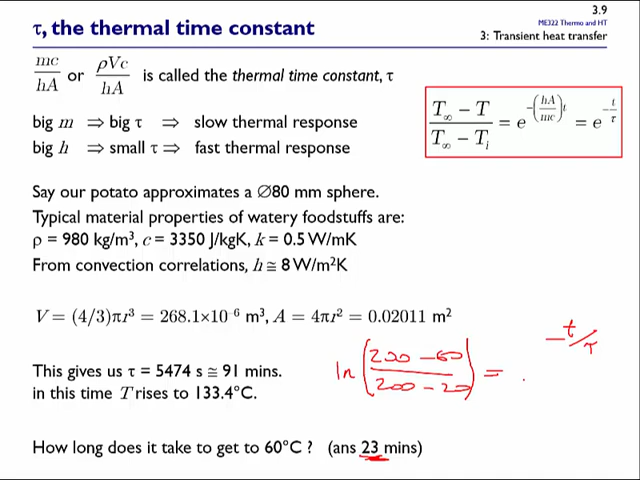 3.9
ME322 Thermo and HT
τ, the thermal time constant
3: Transient heat transfer
mc/hA or ρVc/hA is called the thermal time constant, τ
(T∞ − T)/(T∞ − Tᵢ) = e^−(hA/mc)t = e^−t/τ
big m ⇒ big τ ⇒ slow thermal response
big h ⇒ small τ ⇒ fast thermal response
Say our potato approximates a ∅80 mm sphere.
Typical material properties of watery foodstuffs are:
ρ = 980 kg/m³, c = 3350 J/kgK, k = 0.5 W/mK
From convection correlations, h ≅ 8 W/m²K
V = (4/3)πr³ = 268.1×10⁻⁶ m³, A = 4πr² = 0.02011 m²
ln((200 − 60)/(200 − 20)) = −t/τ
This gives us τ = 5474 s ≅ 91 mins.
in this time T rises to 133.4°C.
How long does it take to get to 60°C ? (ans 23 mins)